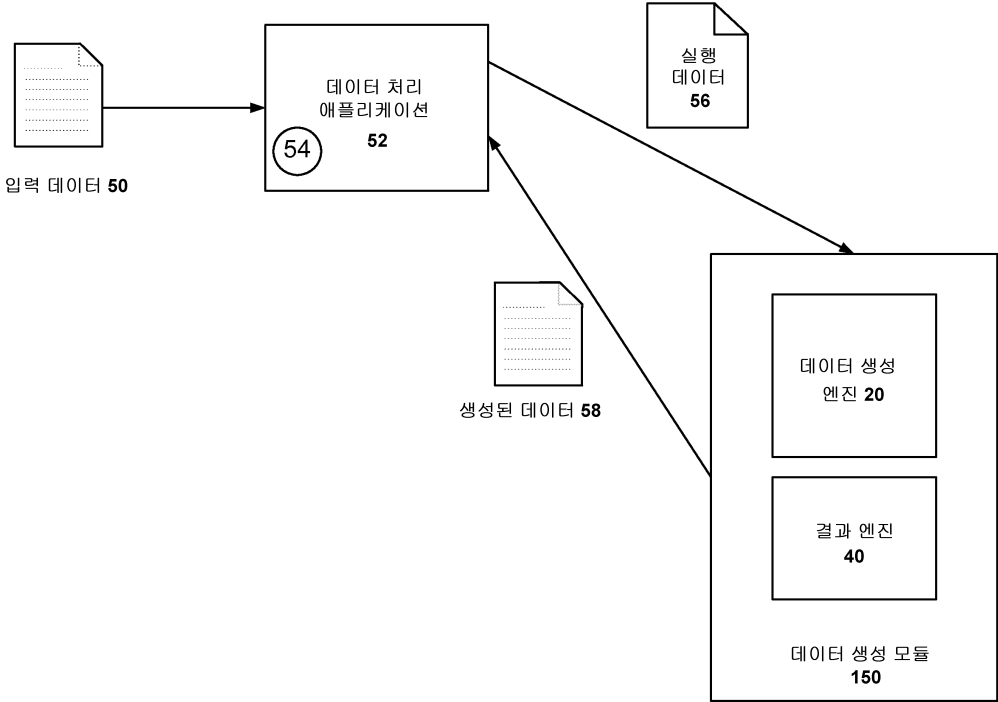 실행
데이터
56
데이터 처리
애플리케이션
52
54
입력 데이터 50
데이터 생성
엔진 20
생성된 데이터 58
결과 엔진
40
데이터 생성 모듈
150